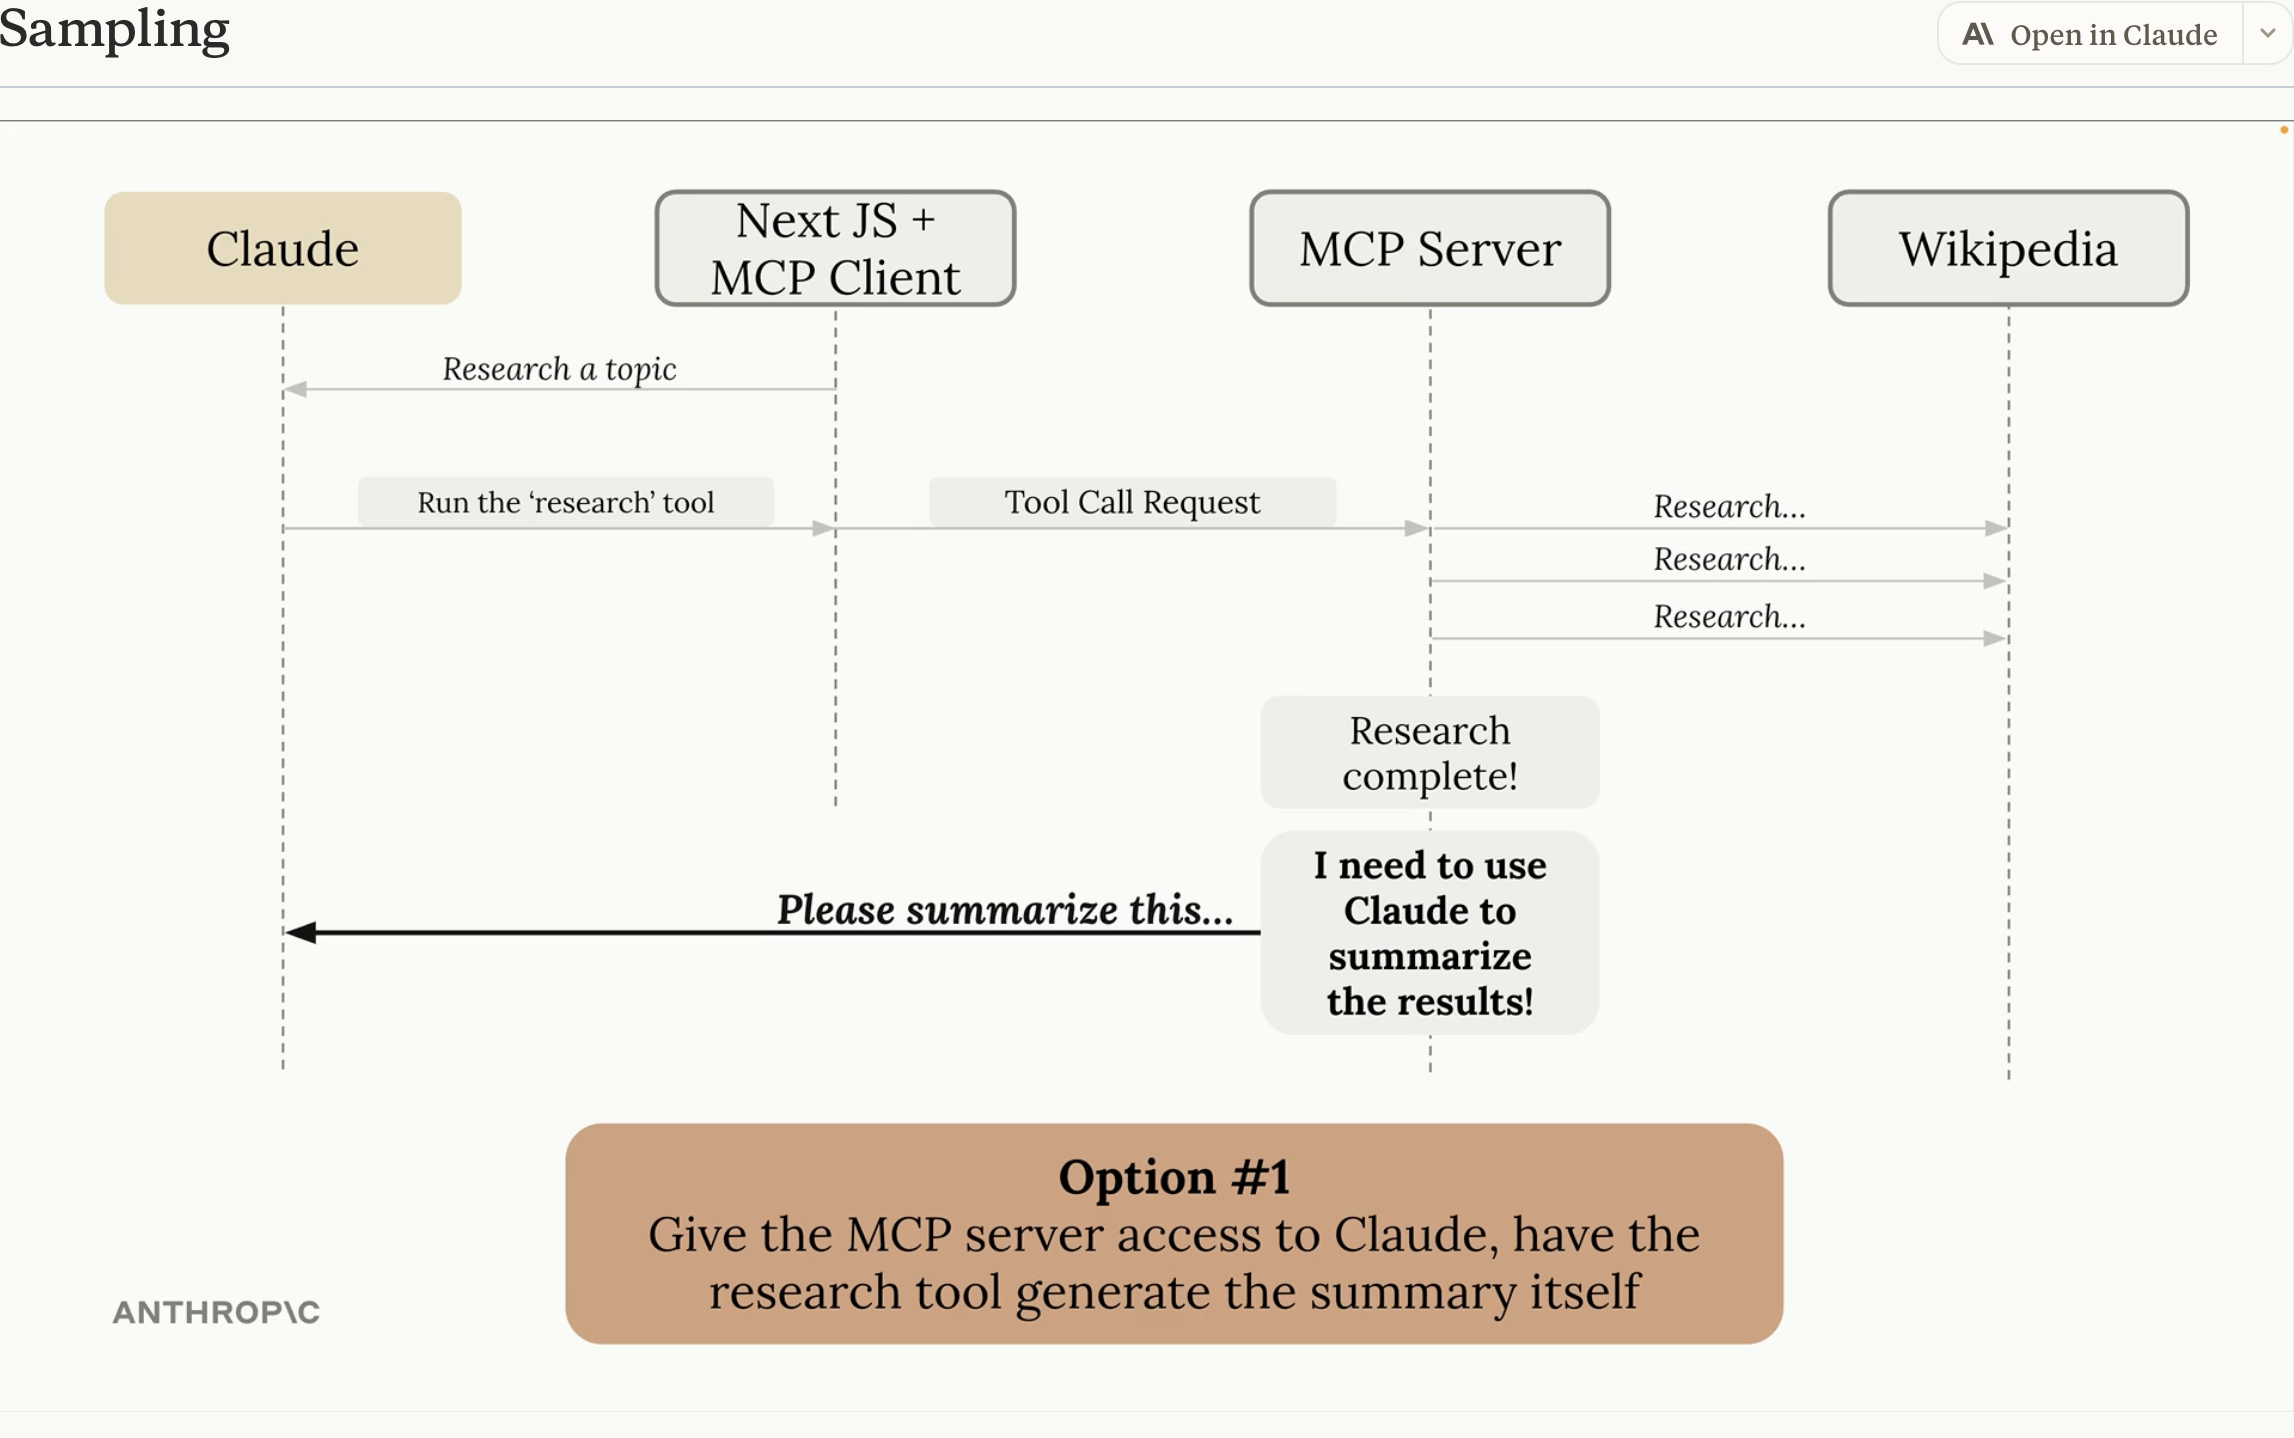 Sampling
Open in Claude
Claude
Next JS +
MCP Client
MCP Server
Wikipedia
Research a topic
Run the ‘research’ tool
Tool Call Request
Research...
Research...
Research...
Research
complete!
I need to use
Claude to
summarize
the results!
Please summarize this...
Option #1
Give the MCP server access to Claude, have the
research tool generate the summary itself
ANTHROP\C